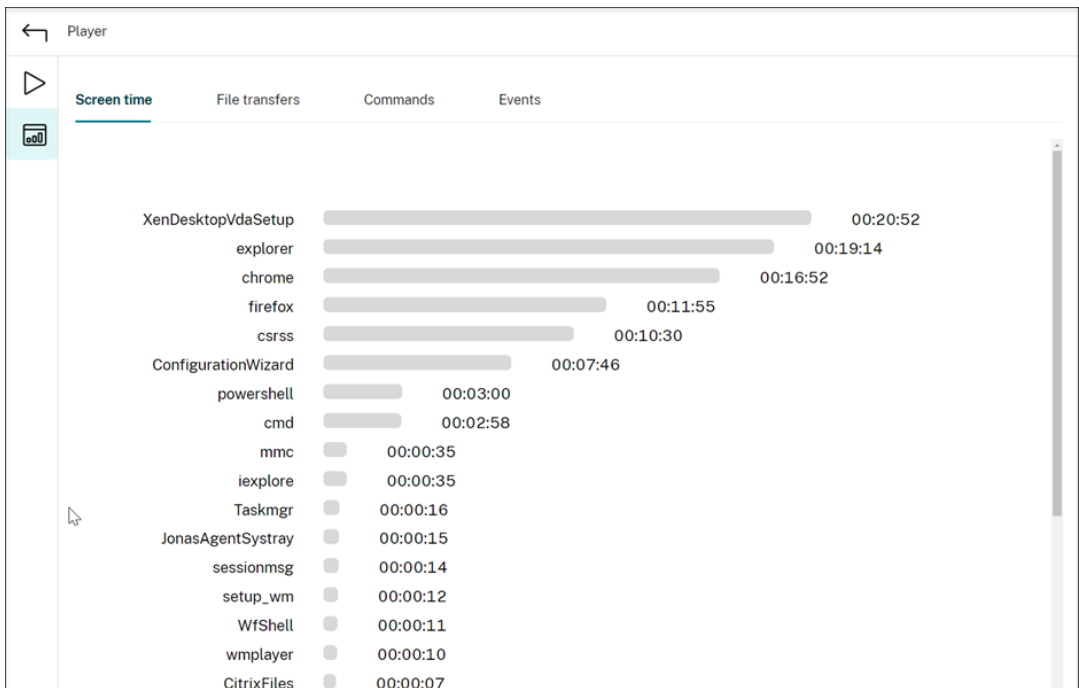 Player
Screen time File transfers Commands Events
XenDesktopVdaSetup 00:20:52
explorer 00:19:14
chrome 00:16:52
firefox 00:11:55
csrss 00:10:30
ConfigurationWizard 00:07:46
powershell 00:03:00
cmd 00:02:58
mmc 00:00:35
iexplore 00:00:35
Taskmgr 00:00:16
JonasAgentSystray 00:00:15
sessionmsg 00:00:14
setup_wm 00:00:12
WfShell 00:00:11
wmplayer 00:00:10
CitrixFiles 00:00:07